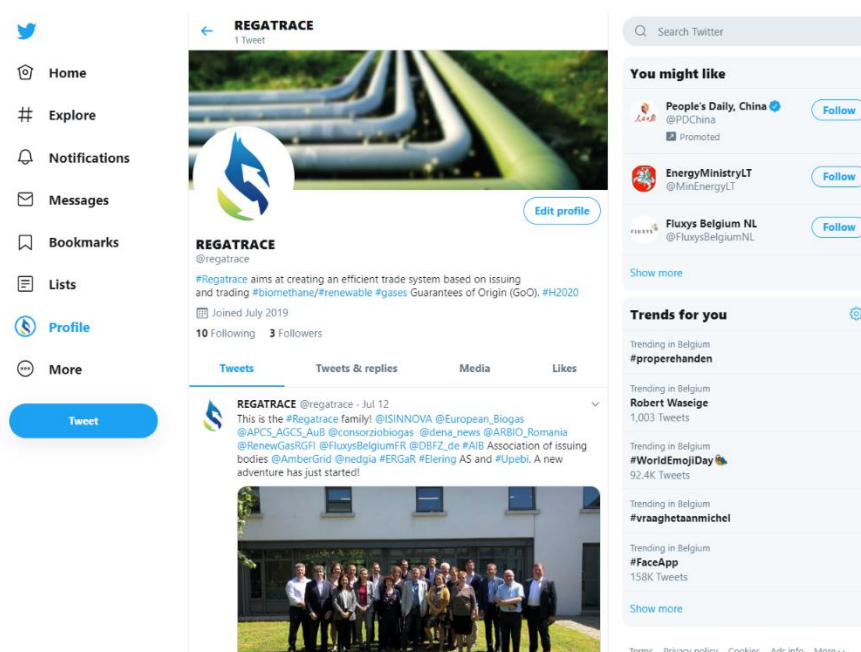 Home
Explore
Notifications
Messages
Bookmarks
Lists
Profile
More
Tweet
REGATRACE
1 Tweet
Edit profile
REGATRACE
@regatrace
#Regatrace aims at creating an efficient trade system based on issuing
and trading #biomethane/#renewable #gases Guarantees of Origin (GoO). #H2020
Joined July 2019
10 Following 3 Followers
Tweets Tweets & replies Media Likes
REGATRACE @regatrace - Jul 12
This is the #Regatrace family! @ISINNOVA @European_Biogas
@APCS_AGCS_AuB @consorziobiogas @dena_news @ARBIO_Romania
@RenewGasRGFI @FluxysBelgiumFR @DBFZ_de #AIB Association of issuing
bodies @AmberGrid @nedgia #ERGaR #Elering AS and #Upebi. A new
adventure has just started!
Search Twitter
You might like
People's Daily, China
@PDChina
Promoted
Follow
EnergyMinistryLT
@MinEnergyLT
Follow
FLUXYS
Fluxys Belgium NL
@FluxysBelgiumNL
Follow
Show more
Trends for you
Trending in Belgium
#properehanden
Trending in Belgium
Robert Waseige
1,003 Tweets
Trending in Belgium
#WorldEmojiDay
92.4K Tweets
Trending in Belgium
#vraaghetaanmichel
Trending in Belgium
#FaceApp
158K Tweets
Show more
Terms Privacy policy Cookies Ads info More